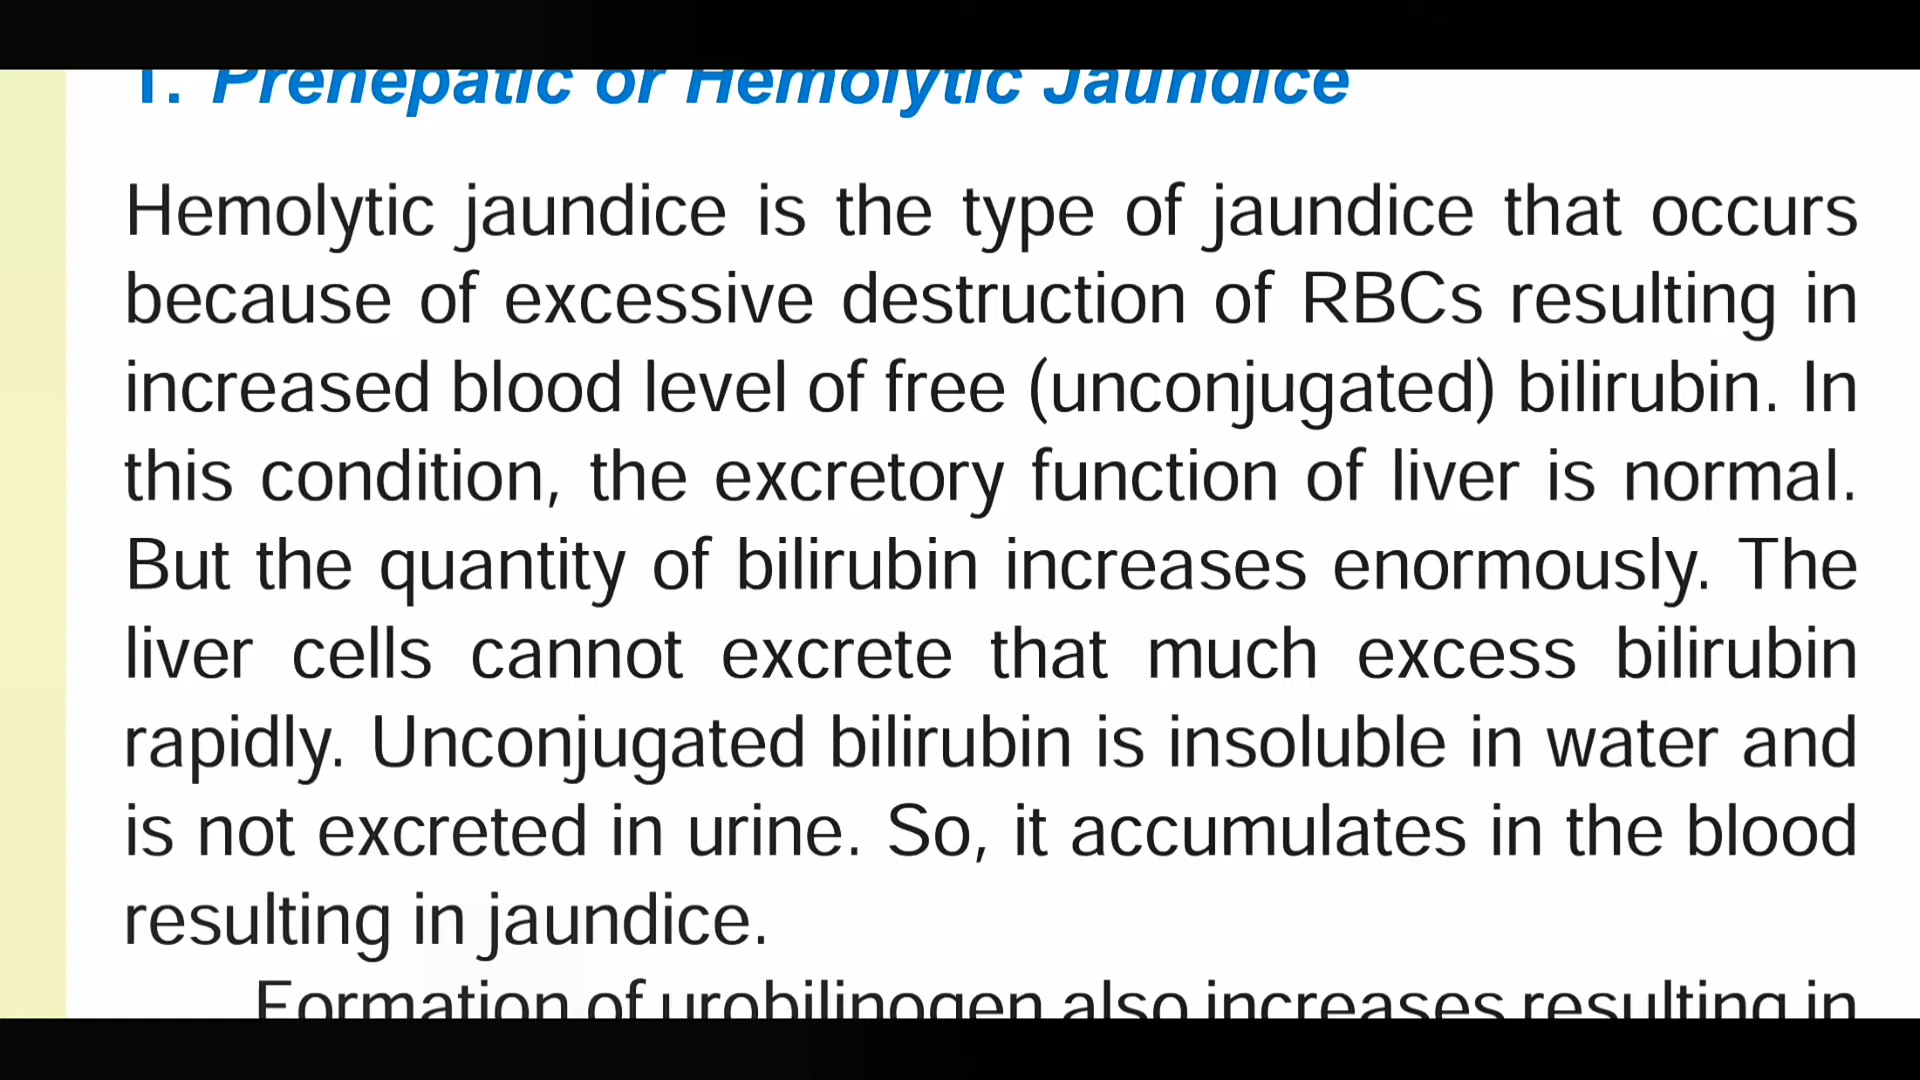 1. Prehepatic or Hemolytic Jaundice
Hemolytic jaundice is the type of jaundice that occurs
because of excessive destruction of RBCs resulting in
increased blood level of free (unconjugated) bilirubin. In
this condition, the excretory function of liver is normal.
But the quantity of bilirubin increases enormously. The
liver cells cannot excrete that much excess bilirubin
rapidly. Unconjugated bilirubin is insoluble in water and
is not excreted in urine. So, it accumulates in the blood
resulting in jaundice.
Formation of urobilinogen also increases resulting in